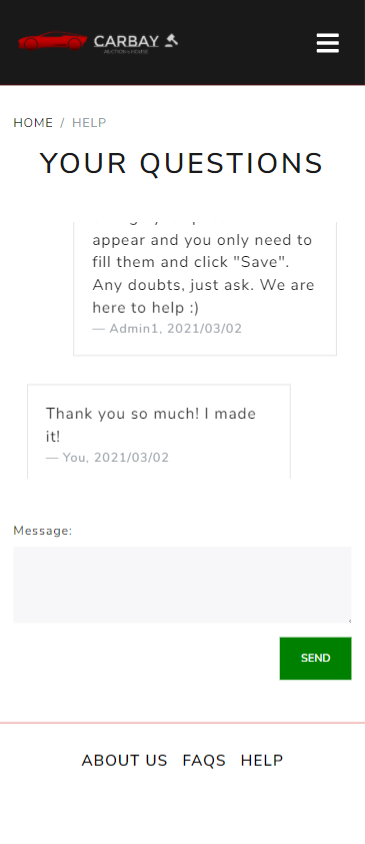 CARBAY
AUCTION's HOUSE
HOME / HELP
YOUR QUESTIONS
appear and you only need to
fill them and click "Save".
Any doubts, just ask. We are
here to help :)
— Admin1, 2021/03/02
Thank you so much! I made
it!
— You, 2021/03/02
Message:
SEND
ABOUT US FAQS HELP